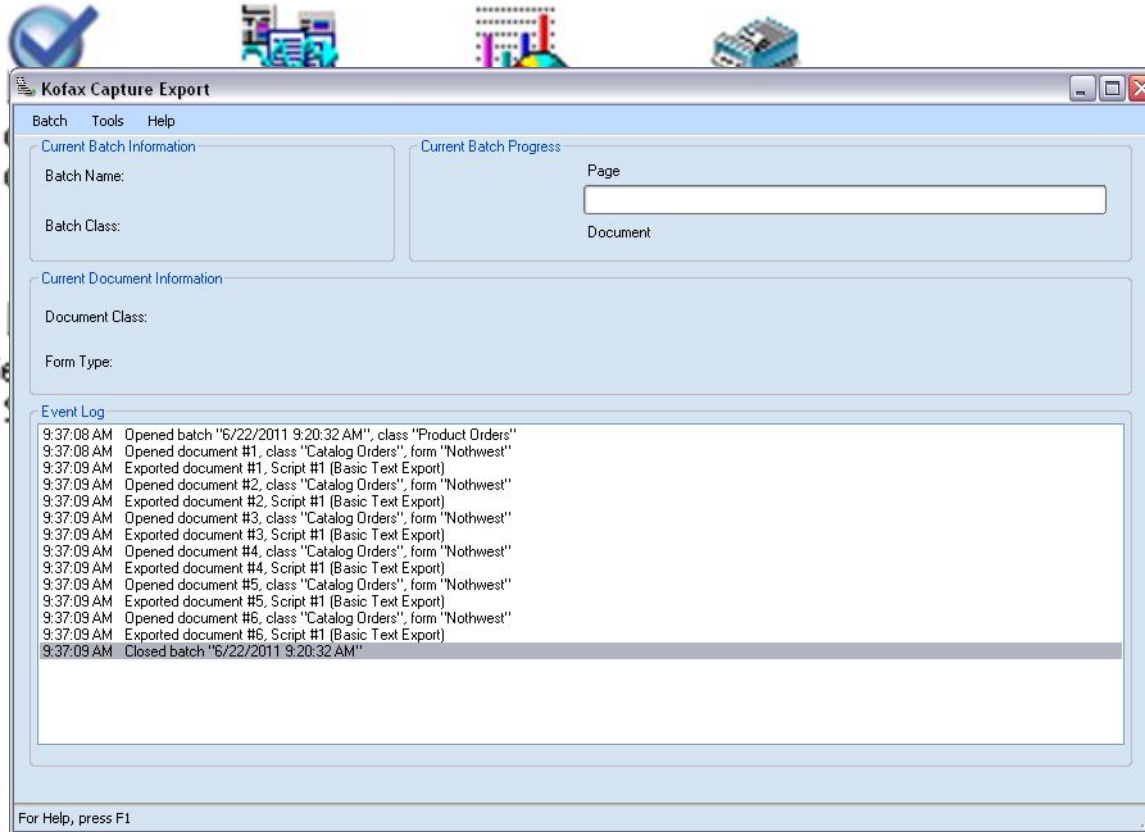 Kofax Capture Export
Batch Tools Help
Current Batch Information
Batch Name:
Batch Class:
Current Batch Progress
Page
Document
Current Document Information
Document Class:
Form Type:
Event Log
9:37:08 AM Opened batch "6/22/2011 9:20:32 AM", class "Product Orders"
9:37:08 AM Opened document #1, class "Catalog Orders", form "Nothwest"
9:37:09 AM Exported document #1, Script #1 (Basic Text Export)
9:37:09 AM Opened document #2, class "Catalog Orders", form "Nothwest"
9:37:09 AM Exported document #2, Script #1 (Basic Text Export)
9:37:09 AM Opened document #3, class "Catalog Orders", form "Nothwest"
9:37:09 AM Exported document #3, Script #1 (Basic Text Export)
9:37:09 AM Opened document #4, class "Catalog Orders", form "Nothwest"
9:37:09 AM Exported document #4, Script #1 (Basic Text Export)
9:37:09 AM Opened document #5, class "Catalog Orders", form "Nothwest"
9:37:09 AM Exported document #5, Script #1 (Basic Text Export)
9:37:09 AM Opened document #6, class "Catalog Orders", form "Nothwest"
9:37:09 AM Exported document #6, Script #1 (Basic Text Export)
9:37:09 AM Closed batch "6/22/2011 9:20:32 AM"
For Help, press F1